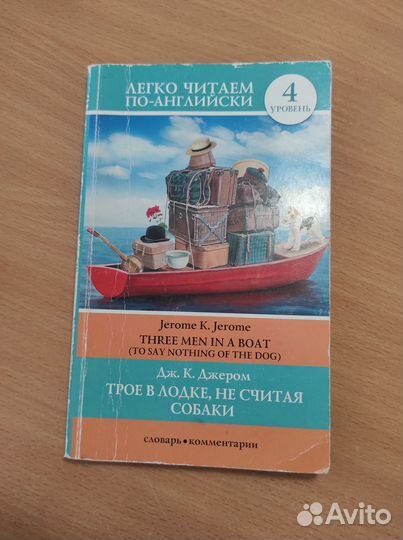 ЛЕГКО ЧИТАЕМ
ПО-АНГЛИЙСКИ
4
УРОВЕНЬ
Jerome K. Jerome
THREE MEN IN A BOAT
(TO SAY NOTHING OF THE DOG)
Дж. К. Джером
ТРОЕ В ЛОДКЕ, НЕ СЧИТАЯ
СОБАКИ
словарь • комментарии
Avito